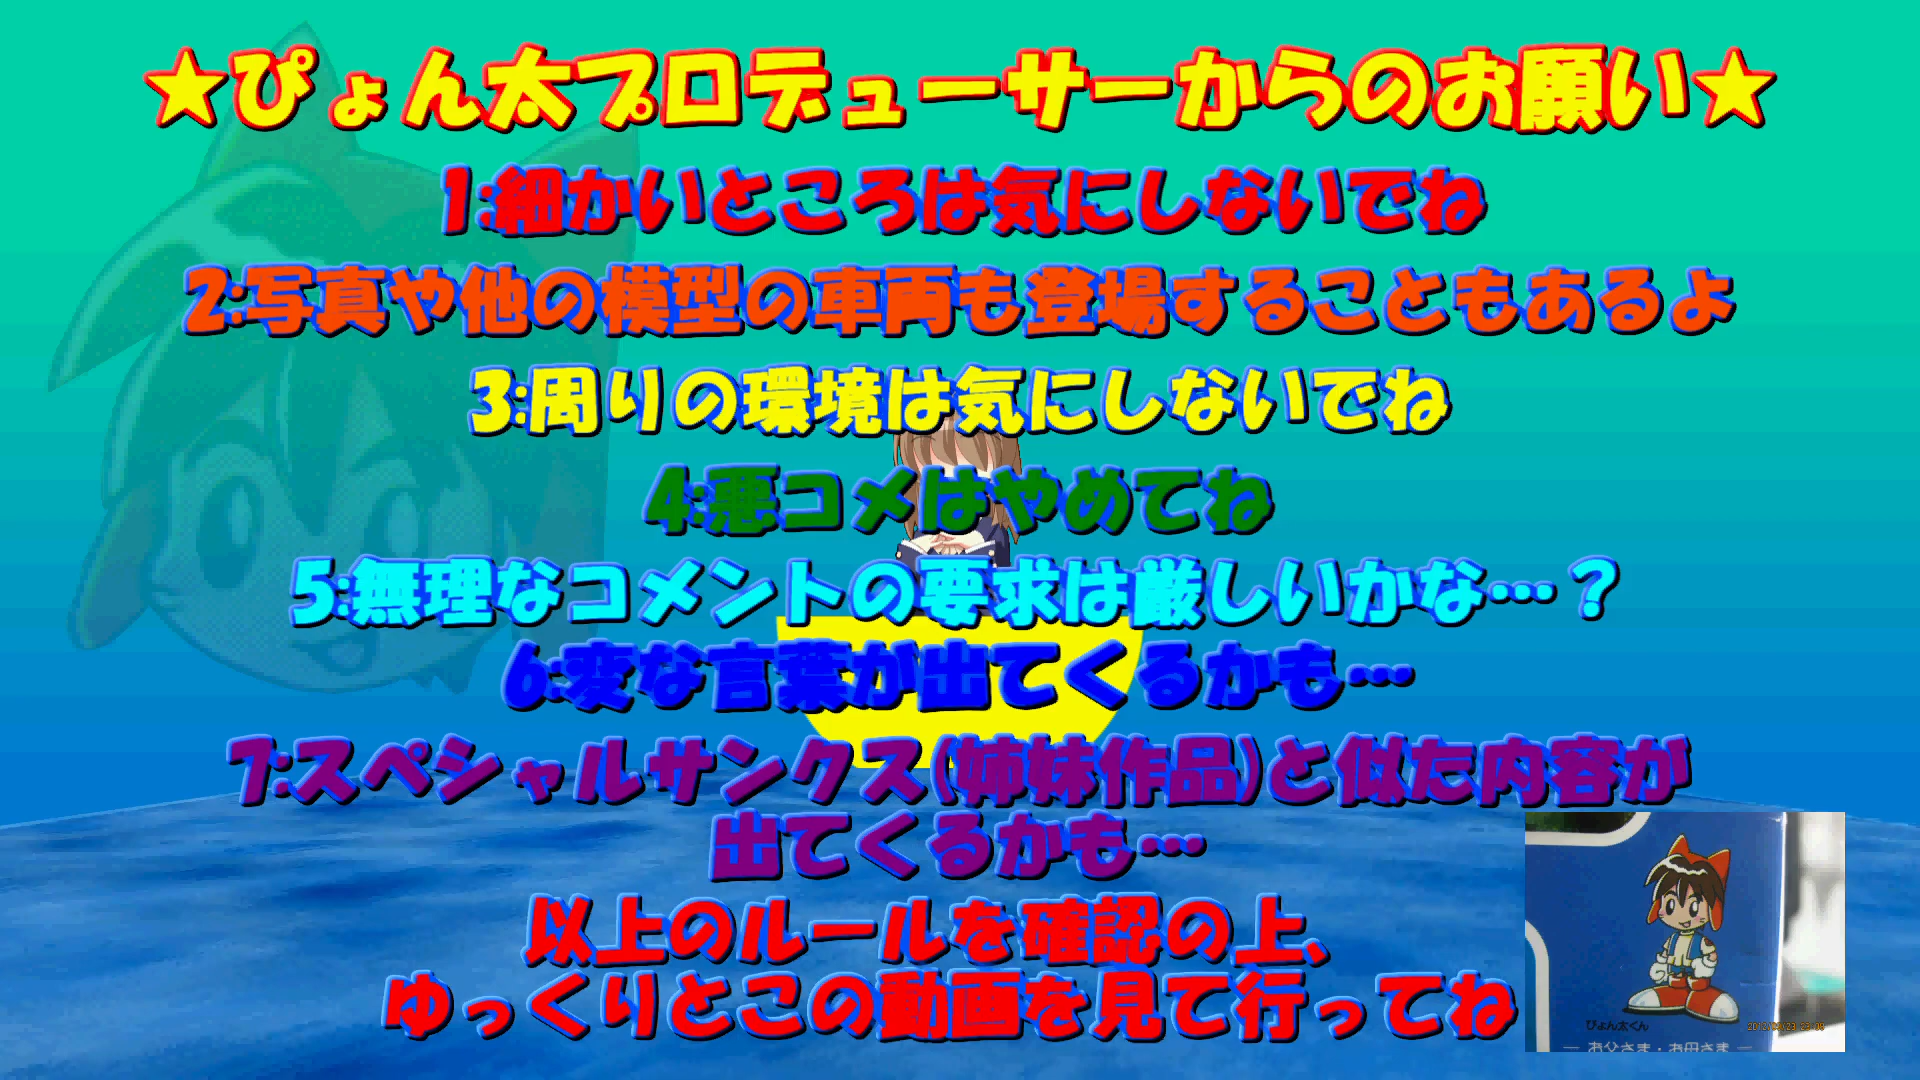 ★ぴょん太プロデューサーからのお願い★
1:細かいところは気にしないでね
2:写真や他の模型の車両も登場することもあるよ
3:周りの環境は気にしないでね
4:悪コメはやめてね
5:無理なコメントの要求は厳しいかな…？
6:変な言葉が出てくるかも…
7:スペシャルサンクス(姉妹作品)と似た内容が
出てくるかも…
以上のルールを確認の上、
ゆっくりとこの動画を見て行ってね
ぴょん太くん
― お父さま・お母さま ―